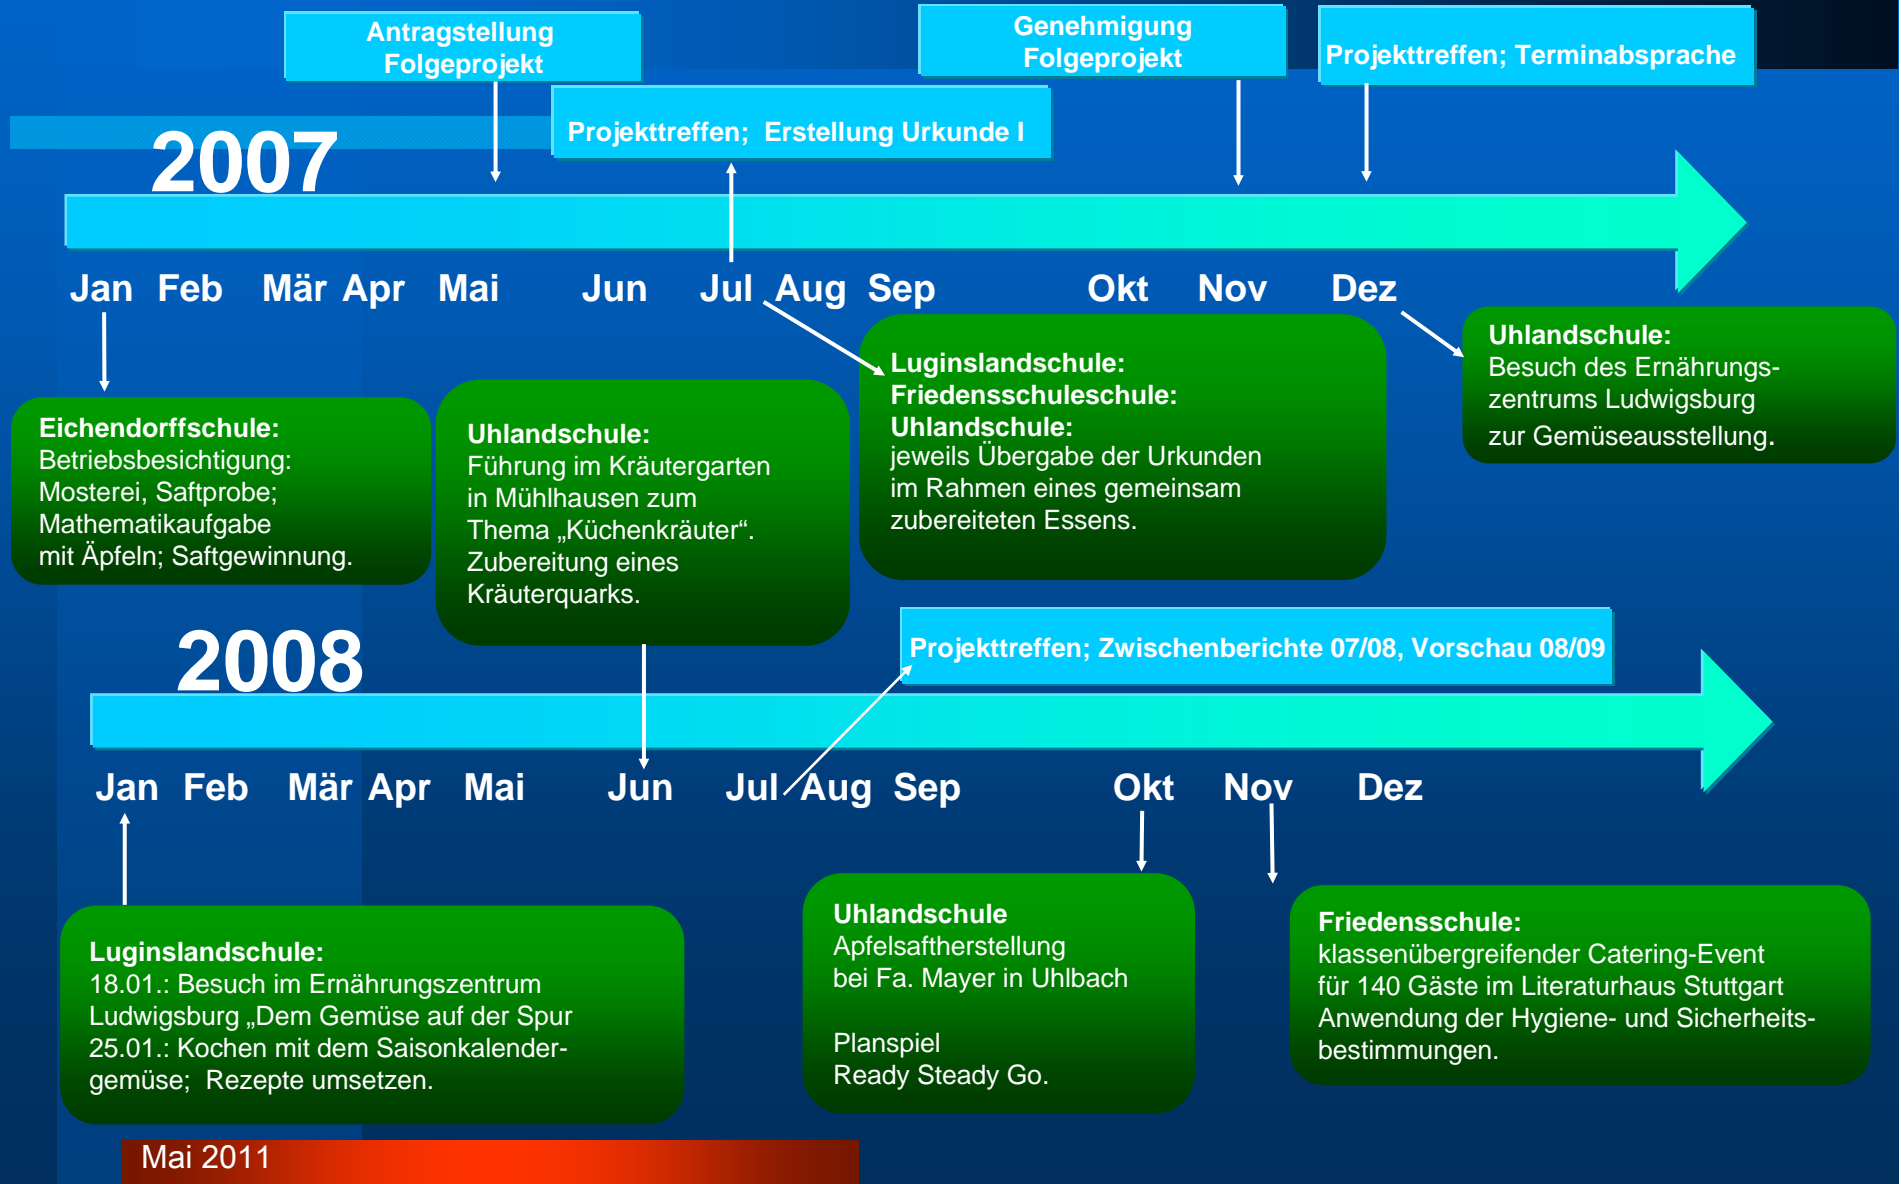 Antragstellung
Folgeprojekt
Genehmigung
Folgeprojekt
Projekttreffen; Terminabsprache
Projekttreffen;  Erstellung Urkunde I
2007
Jan Feb Mär Apr Mai Jun Jul Aug Sep Okt Nov Dez
Eichendorffschule:
Betriebsbesichtigung:
Mosterei, Saftprobe;
Mathematikaufgabe
mit Äpfeln; Saftgewinnung.
Uhlandschule:
Führung im Kräutergarten
in Mühlhausen zum
Thema „Küchenkräuter“.
Zubereitung eines
Kräuterquarks.
Luginslandschule:
Friedensschuleschule:
Uhlandschule:
jeweils Übergabe der Urkunden
im Rahmen eines gemeinsam
zubereiteten Essens.
Uhlandschule:
Besuch des Ernährungs-
zentrums Ludwigsburg
zur Gemüseausstellung.
2008
Projekttreffen; Zwischenberichte 07/08, Vorschau 08/09
Jan Feb Mär Apr Mai Jun Jul Aug Sep Okt Nov Dez
Luginslandschule:
18.01.: Besuch im Ernährungszentrum
Ludwigsburg „Dem Gemüse auf der Spur
25.01.: Kochen mit dem Saisonkalender-
gemüse;  Rezepte umsetzen.
Uhlandschule
Apfelsaftherstellung
bei Fa. Mayer in Uhlbach
Planspiel
Ready Steady Go.
Friedensschule:
klassenübergreifender Catering-Event
für 140 Gäste im Literaturhaus Stuttgart
Anwendung der Hygiene- und Sicherheits-
bestimmungen.
Mai 2011